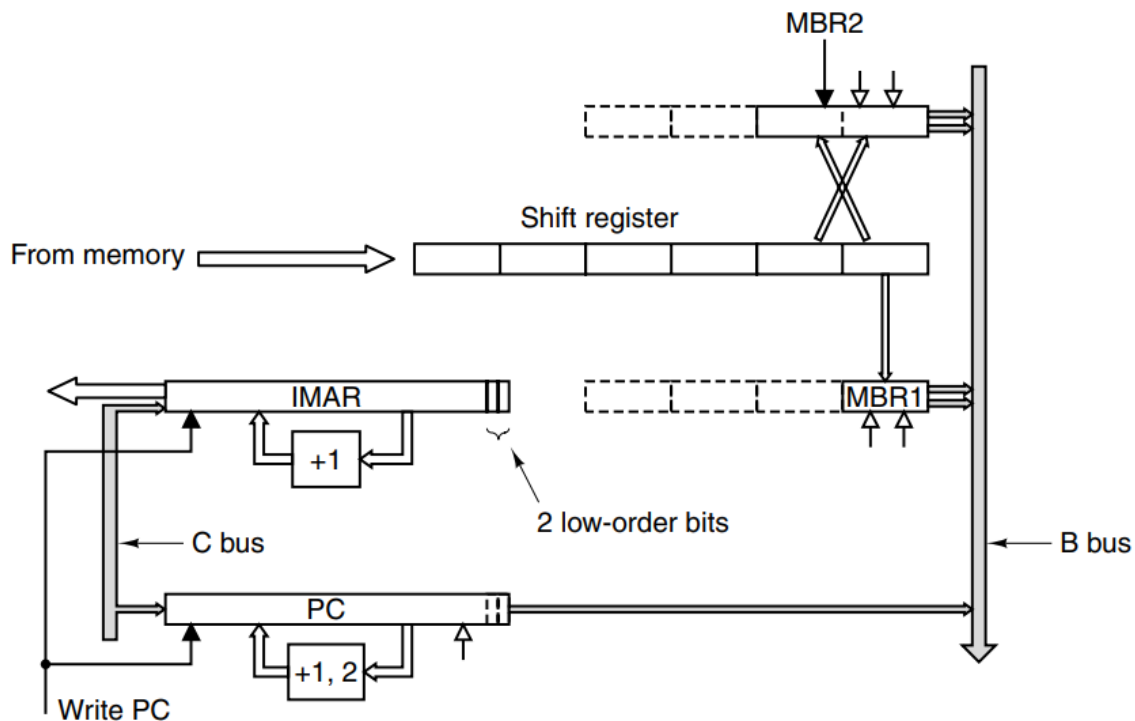 MBR2
Shift register
From memory
IMAR
MBR1
+1
2 low-order bits
C bus
B bus
PC
+1, 2
Write PC